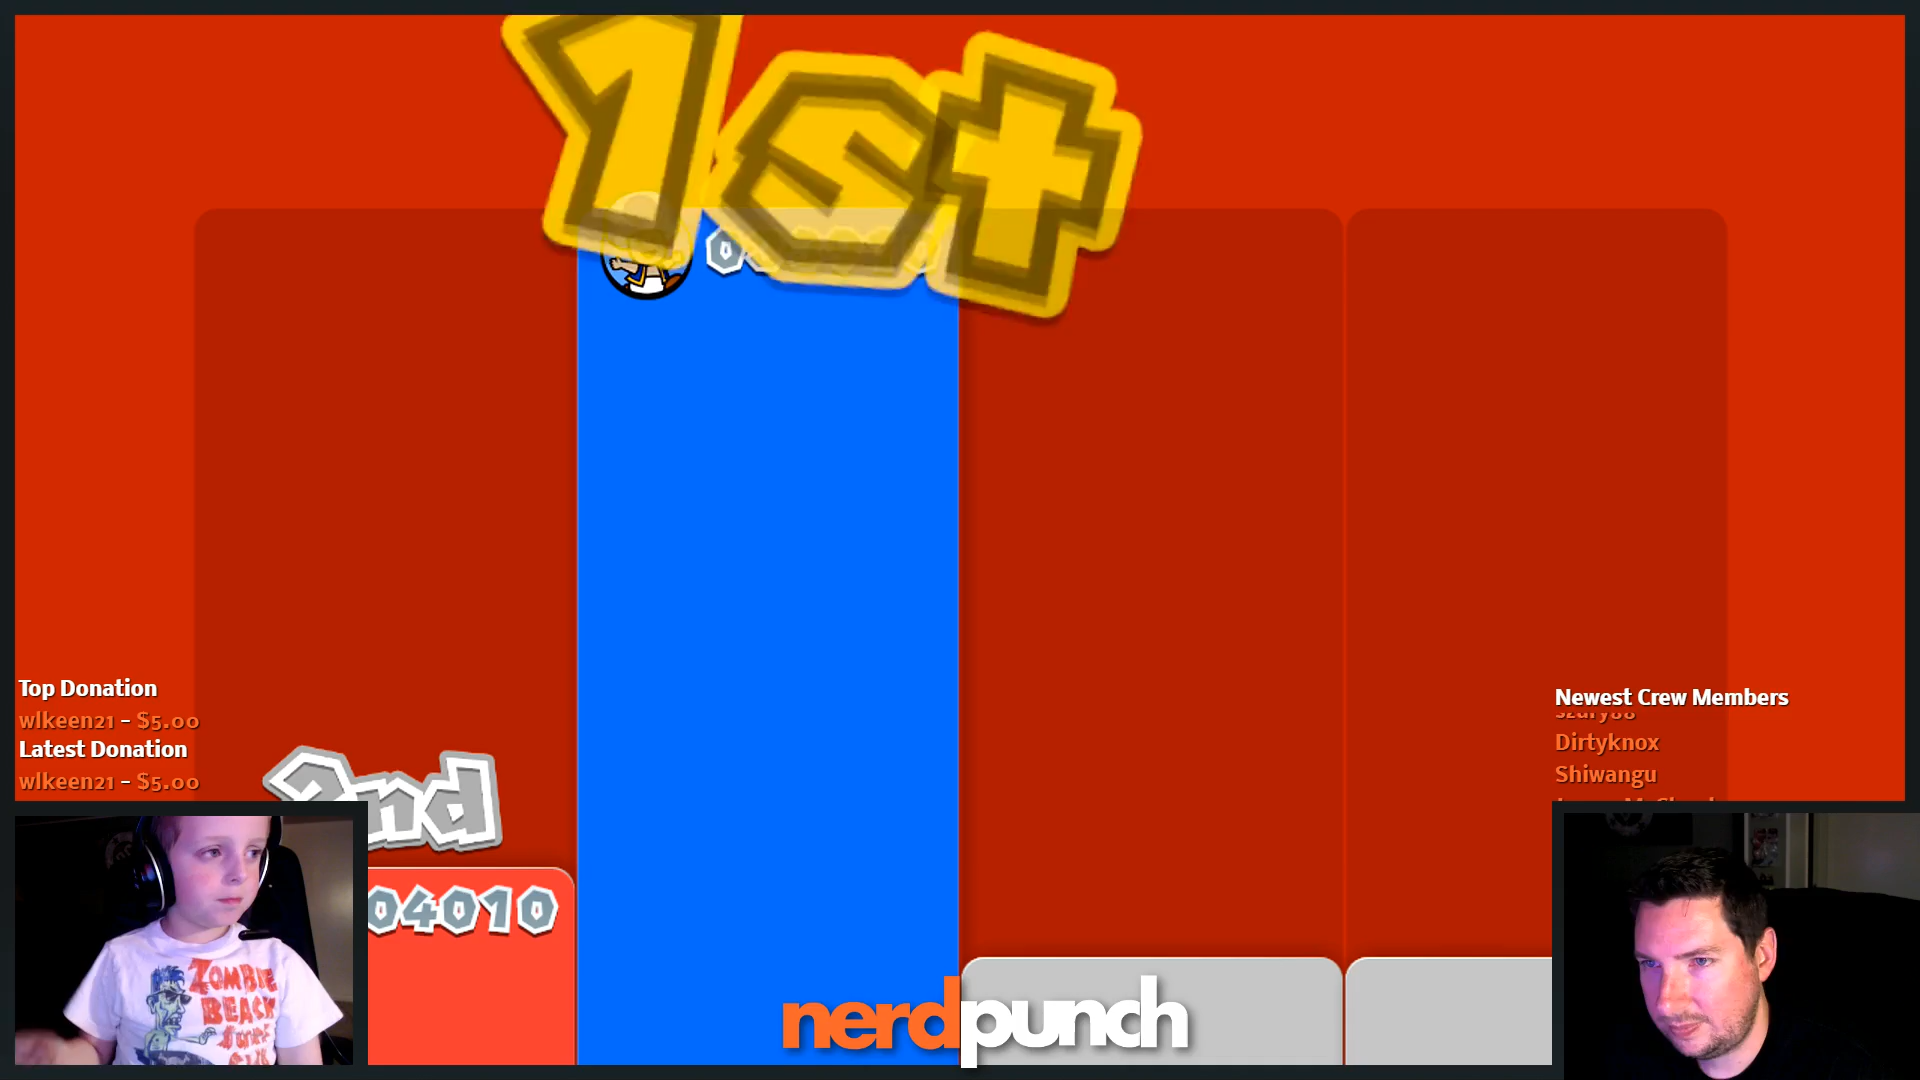 1st
Top Donation
wlkeen21 - $5.00
Latest Donation
wlkeen21 - $5.00
2nd
04010
Newest Crew Members
szury88
Dirtyknox
Shiwangu
ZOMBIE
BEACH
nerdpunch